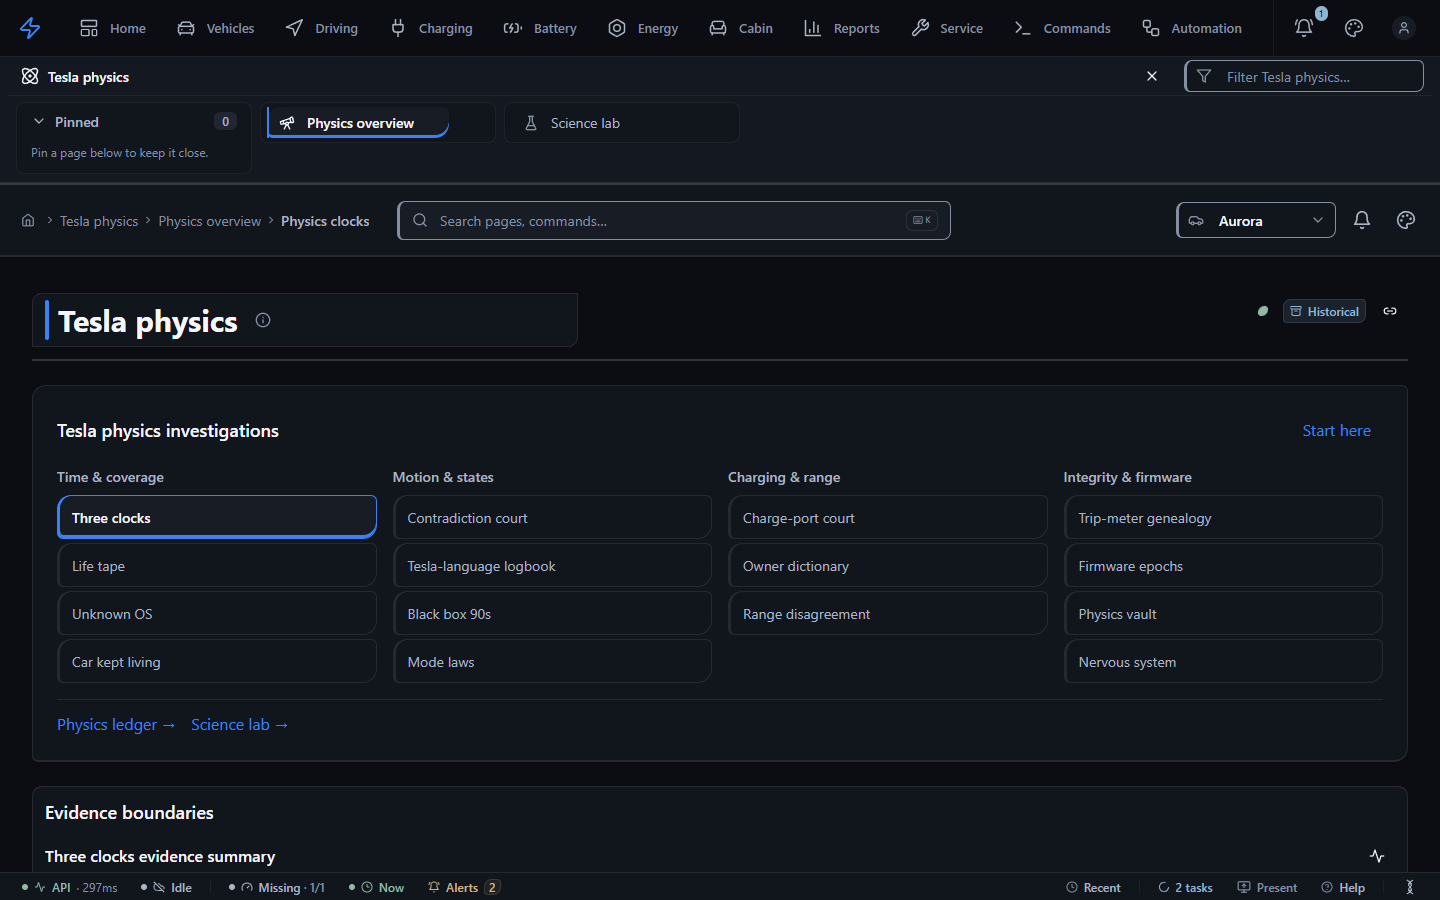 Home Vehicles Driving Charging Battery Energy Cabin Reports Service Commands Automation 1
Tesla physics Filter Tesla physics...
Pinned 0 Physics overview Science lab
Pin a page below to keep it close.
Tesla physics Physics overview Physics clocks Search pages, commands... K Aurora
Tesla physics Historical
Tesla physics investigations Start here
Time & coverage Motion & states Charging & range Integrity & firmware
Three clocks Contradiction court Charge-port court Trip-meter genealogy
Life tape Tesla-language logbook Owner dictionary Firmware epochs
Unknown OS Black box 90s Range disagreement Physics vault
Car kept living Mode laws Nervous system
Physics ledger → Science lab →
Evidence boundaries
Three clocks evidence summary
API · 297ms Idle Missing · 1/1 Now Alerts 2 Recent 2 tasks Present Help